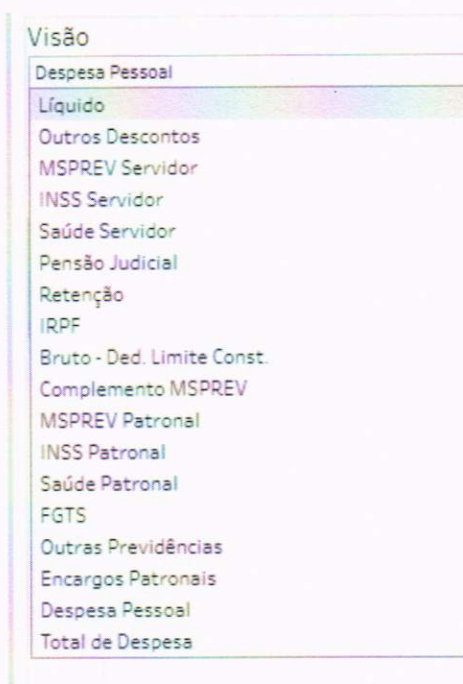 Visão
Despesa Pessoal
Líquido
Outros Descontos
MSPREV Servidor
INSS Servidor
Saúde Servidor
Pensão Judicial
Retenção
IRPF
Bruto - Ded. Limite Const.
Complemento MSPREV
MSPREV Patronal
INSS Patronal
Saúde Patronal
FGTS
Outras Previdências
Encargos Patronais
Despesa Pessoal
Total de Despesa